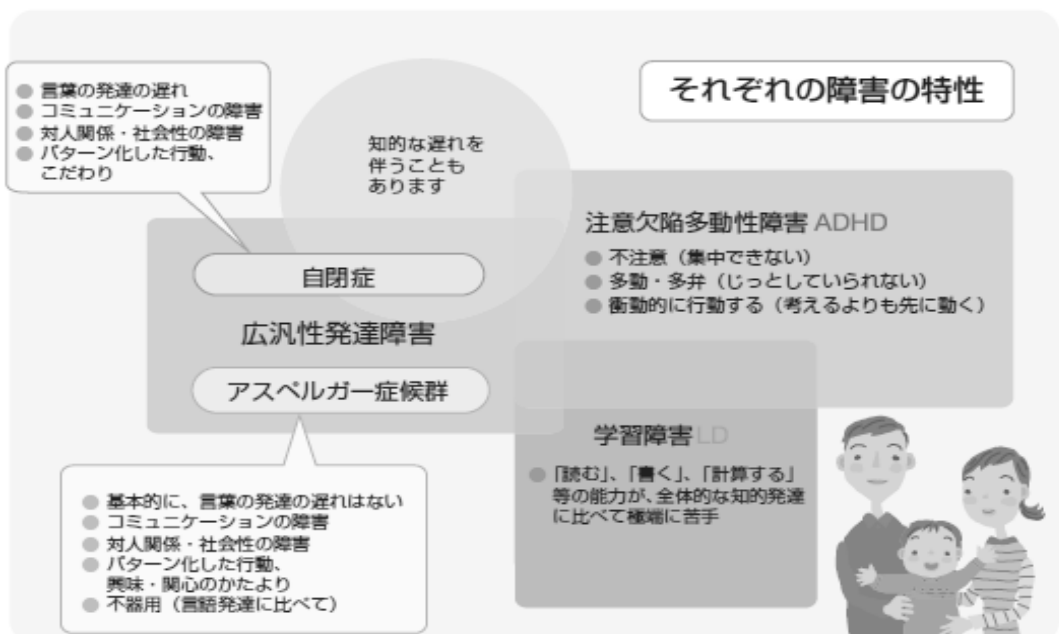 それぞれの障害の特性
● 言葉の発達の遅れ
● コミュニケーションの障害
● 対人関係・社会性の障害
● パターン化した行動、
こだわり
知的な遅れを
伴うことも
あります
自閉症
広汎性発達障害
アスペルガー症候群
● 基本的に、言葉の発達の遅れはない
● コミュニケーションの障害
● 対人関係・社会性の障害
● パターン化した行動、
興味・関心のかたより
● 不器用（言語発達に比べて）
注意欠陥多動性障害 ADHD
● 不注意（集中できない）
● 多動・多弁（じっとしていられない）
● 衝動的に行動する（考えるよりも先に動く）
学習障害 LD
● 「読む」、「書く」、「計算する」
等の能力が、全体的な知的発達
に比べて極端に苦手